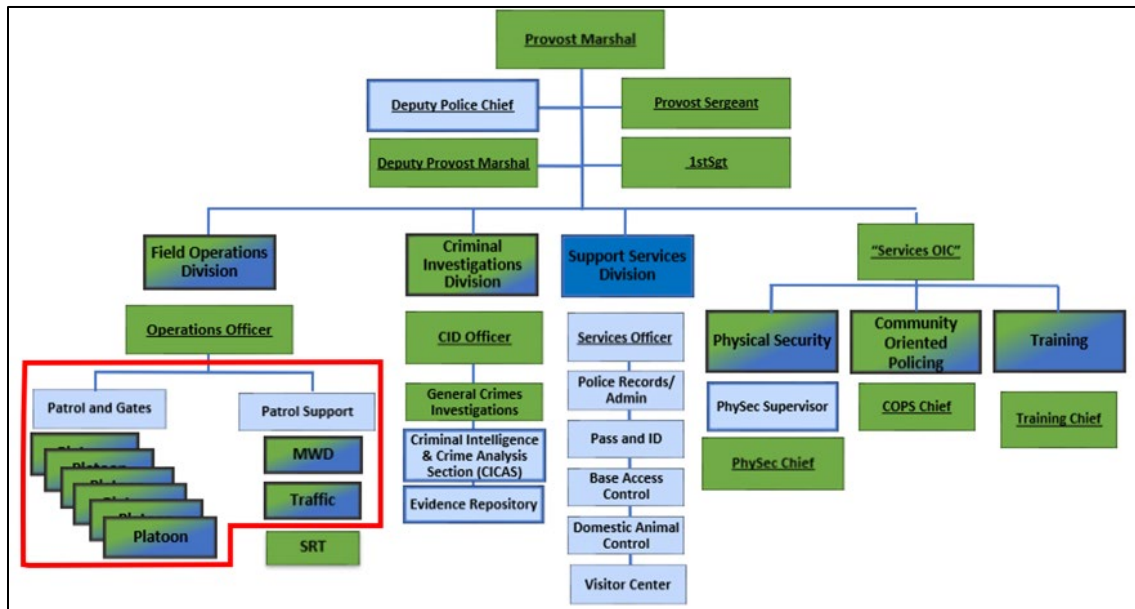 Provost Marshal
Deputy Police Chief
Provost Sergeant
Deputy Provost Marshal
1stSgt
Field Operations
Division
Criminal
Investigations
Division
Support Services
Division
"Services OIC"
Operations Officer
CID Officer
Services Officer
Physical Security
Community
Oriented
Policing
Training
Patrol and Gates
Patrol Support
General Crimes
Investigations
Police Records/
Admin
PhySec Supervisor
COPS Chief
Training Chief
Platoon
MWD
Criminal Intelligence
& Crime Analysis
Section (CICAS)
Pass and ID
PhySec Chief
Traffic
Evidence Repository
Base Access
Control
Platoon
SRT
Domestic Animal
Control
Visitor Center